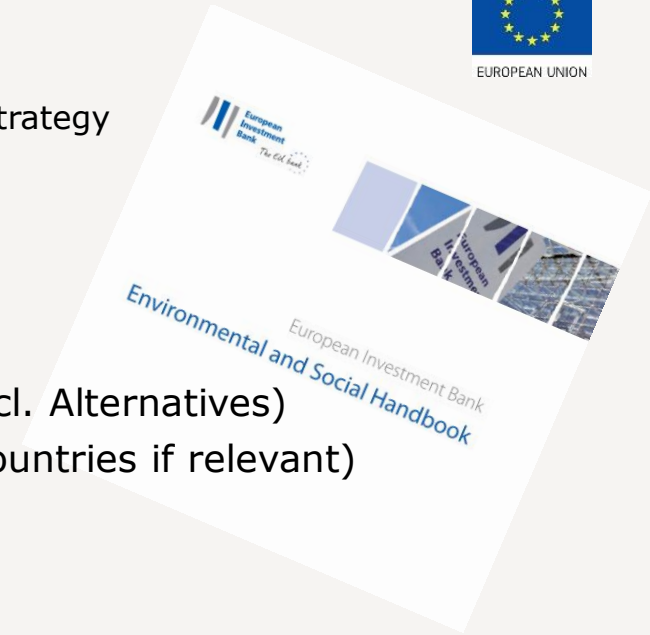 EUROPEAN UNION
trategy
European
Investment
Bank
The EU bank
European
Investme
Bank
European Investment Bank
Environmental and Social Handbook
cl. Alternatives)
ountries if relevant)